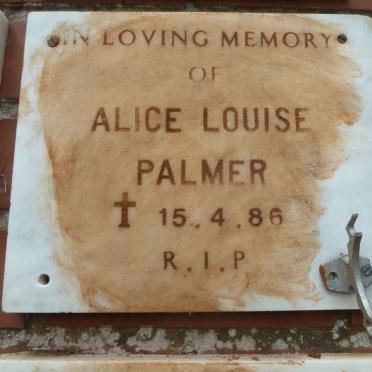 IN LOVING MEMORY
OF
ALICE LOUISE
PALMER
✝ 15.4.86
R.I.P